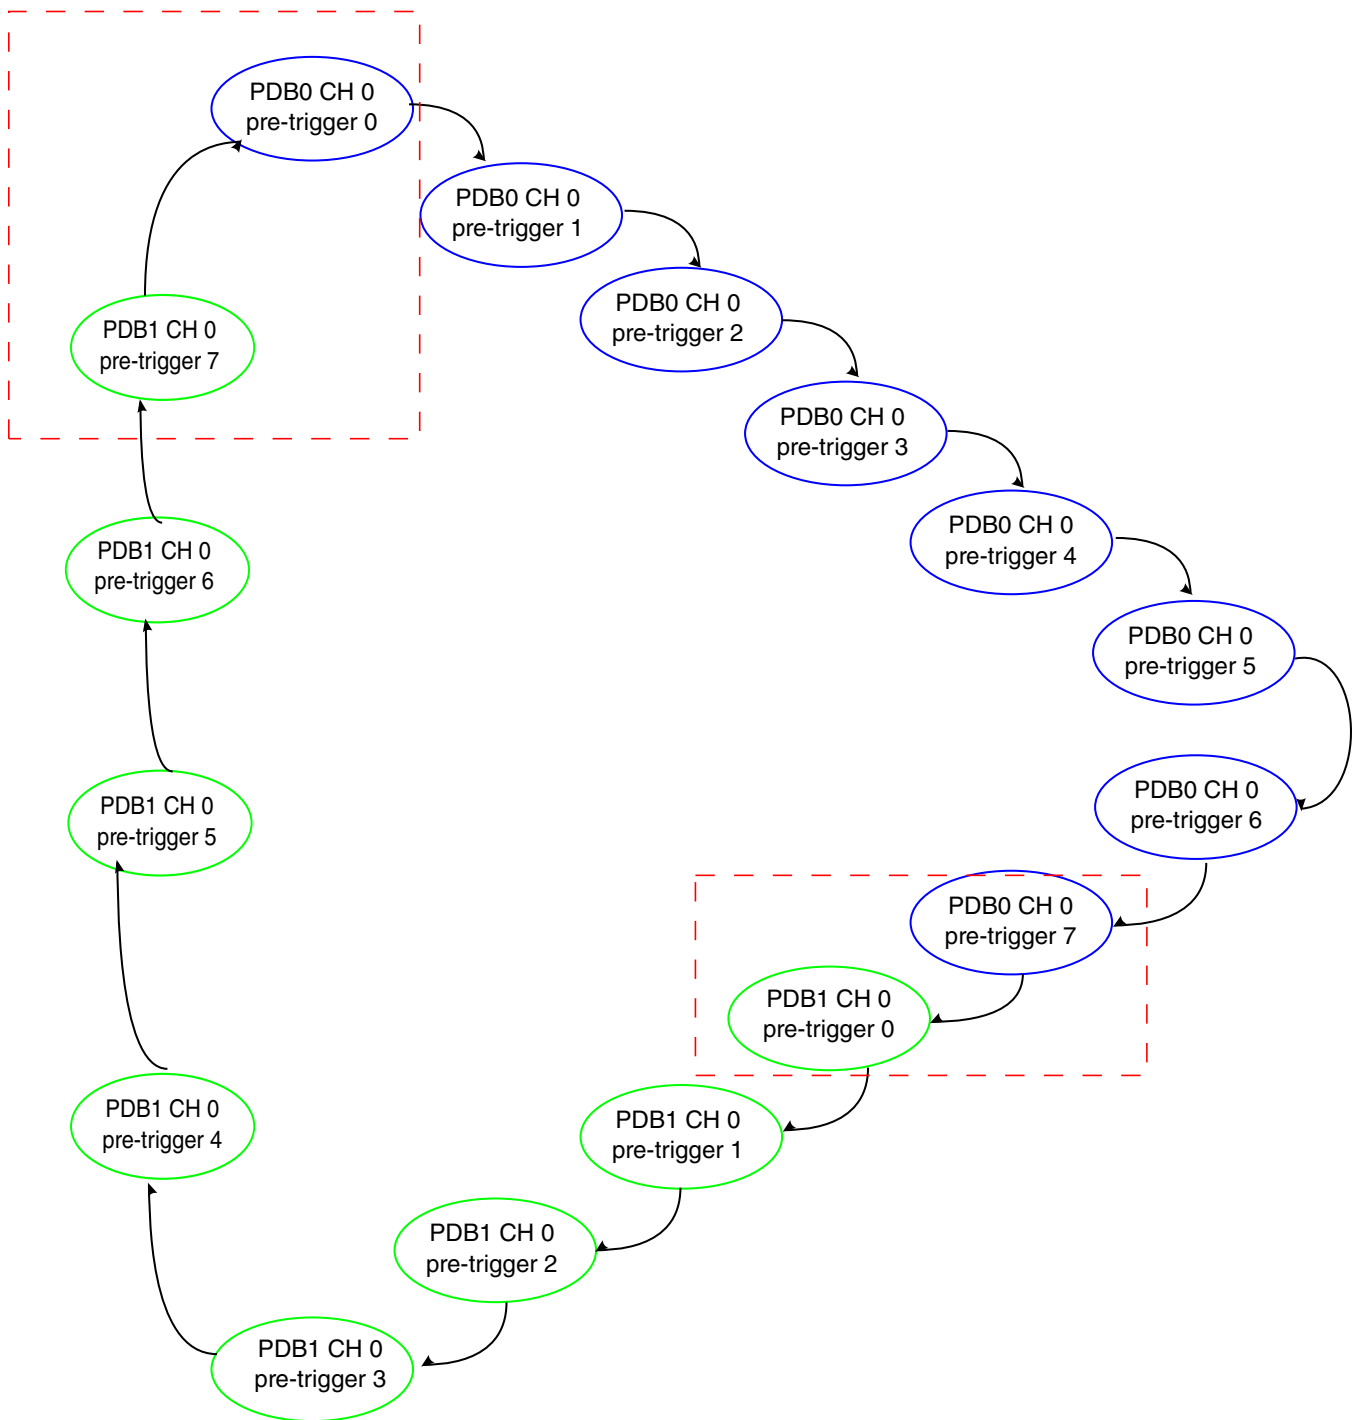 PDB0 CH 0
pre-trigger 0
PDB0 CH 0
pre-trigger 1
PDB0 CH 0
pre-trigger 2
PDB0 CH 0
pre-trigger 3
PDB0 CH 0
pre-trigger 4
PDB0 CH 0
pre-trigger 5
PDB0 CH 0
pre-trigger 6
PDB0 CH 0
pre-trigger 7
PDB1 CH 0
pre-trigger 0
PDB1 CH 0
pre-trigger 1
PDB1 CH 0
pre-trigger 2
PDB1 CH 0
pre-trigger 3
PDB1 CH 0
pre-trigger 4
PDB1 CH 0
pre-trigger 5
PDB1 CH 0
pre-trigger 6
PDB1 CH 0
pre-trigger 7